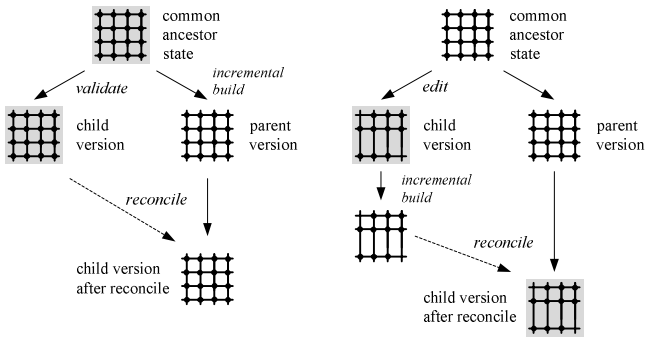 common
ancestor
state
validate
incremental
build
child
version
parent
version
reconcile
child version
after reconcile
common
ancestor
state
edit
child
version
parent
version
incremental
build
reconcile
child version
after reconcile